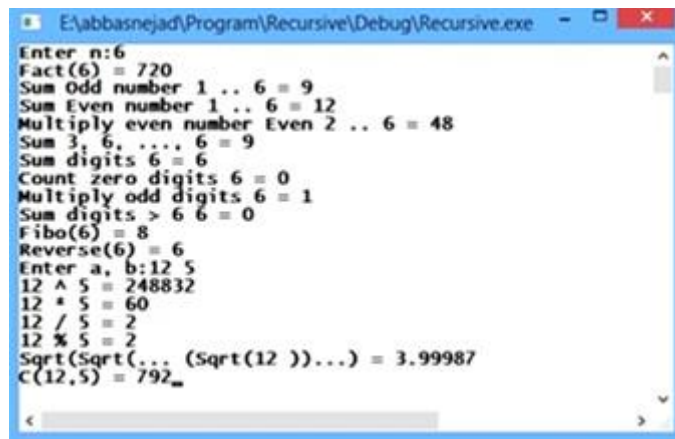 E:\abbasnejad\Program\Recursive\Debug\Recursive.exe
Enter n:6
Fact(6) = 720
Sum Odd number 1 .. 6 = 9
Sum Even number 1 .. 6 = 12
Multiply even number Even 2 .. 6 = 48
Sum 3, 6, ..., 6 = 9
Sum digits 6 = 6
Count zero digits 6 = 0
Multiply odd digits 6 = 1
Sum digits > 6 6 = 0
Fibo(6) = 8
Reverse(6) = 6
Enter a, b:12 5
12 ^ 5 = 248832
12 * 5 = 60
12 / 5 = 2
12 % 5 = 2
Sqrt(Sqrt(... (Sqrt(12 ))...) = 3.99987
C(12,5) = 792_